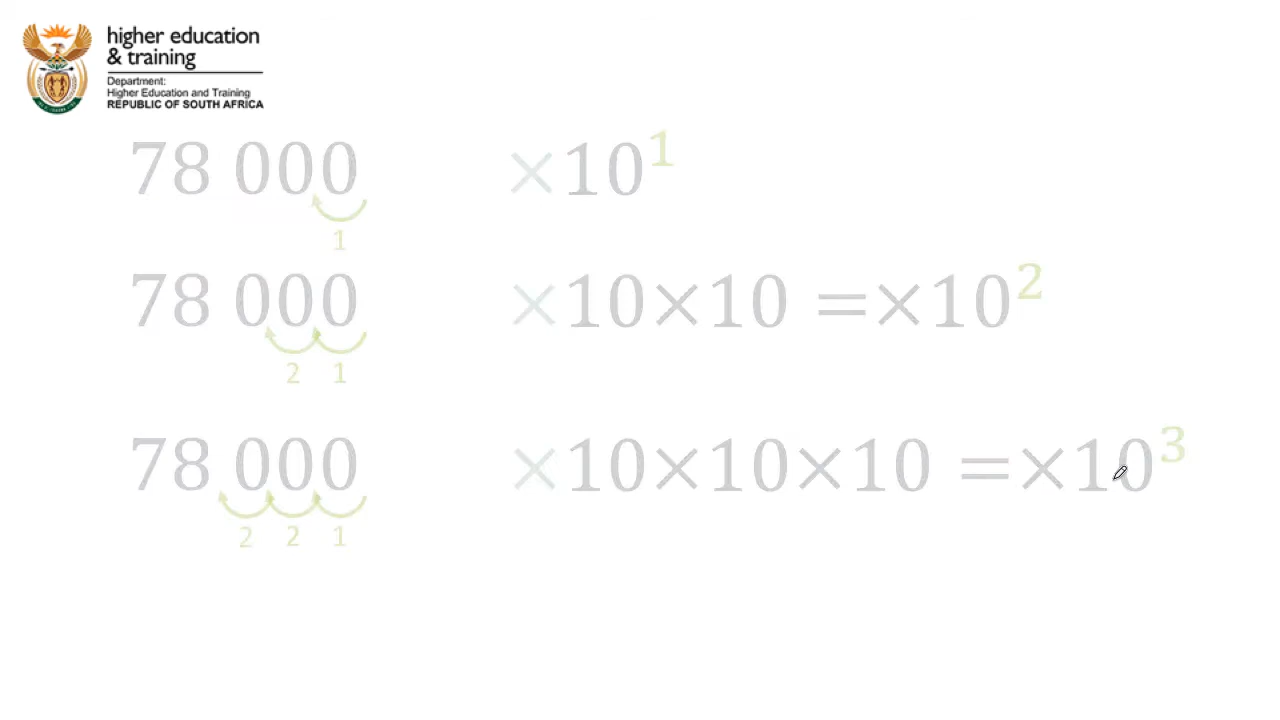 higher education
& training
Department:
Higher Education and Training
REPUBLIC OF SOUTH AFRICA
78 000 ×10¹
1
78 000 ×10×10 =×10²
2 1
78 000 ×10×10×10 =×10³
2 2 1